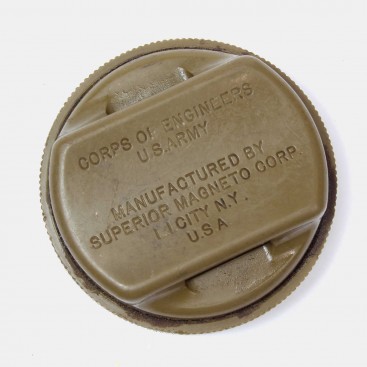 CORPS OF ENGINEERS
U.S. ARMY
MANUFACTURED BY
SUPERIOR MAGNETO CORP.
L.I. CITY N.Y.
U.S.A